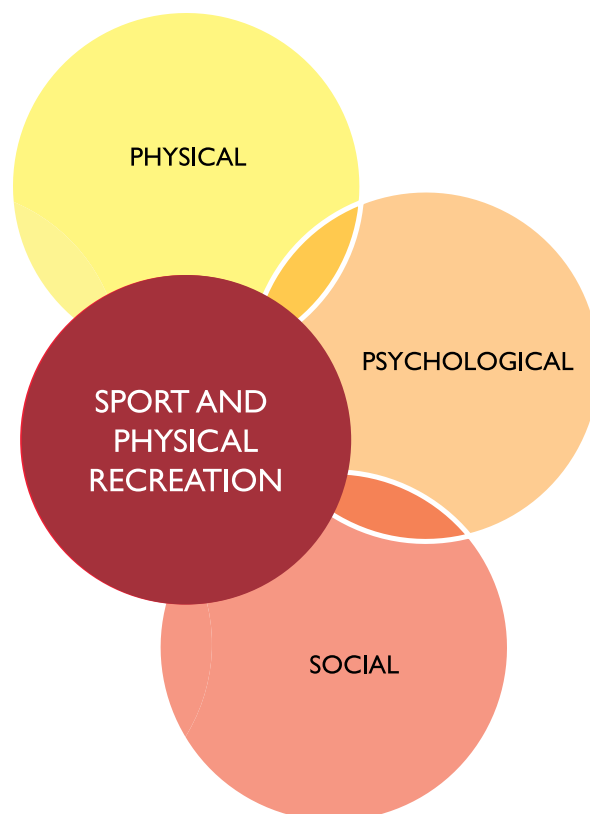 PHYSICAL
PSYCHOLOGICAL
SPORT AND
PHYSICAL
RECREATION
SOCIAL